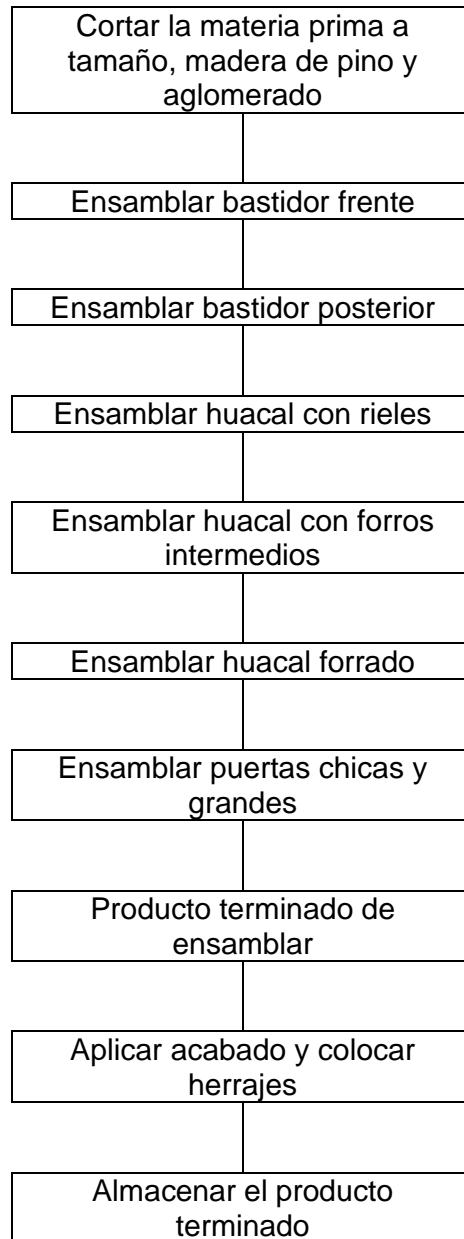 Cortar la materia prima a
tamaño, madera de pino y
aglomerado
Ensamblar bastidor frente
Ensamblar bastidor posterior
Ensamblar huacal con rieles
Ensamblar huacal con forros
intermedios
Ensamblar huacal forrado
Ensamblar puertas chicas y
grandes
Producto terminado de
ensamblar
Aplicar acabado y colocar
herrajes
Almacenar el producto
terminado